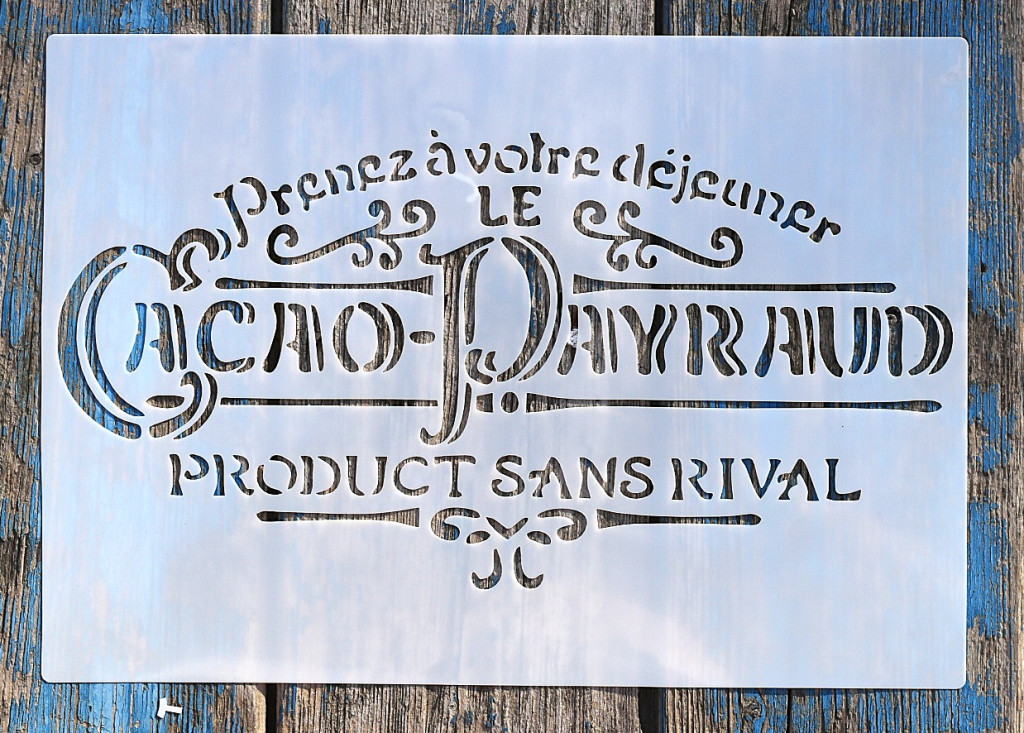 Prenez à votre déjeuner
LE
CACAO-PAYRAUD
PRODUCT SANS RIVAL